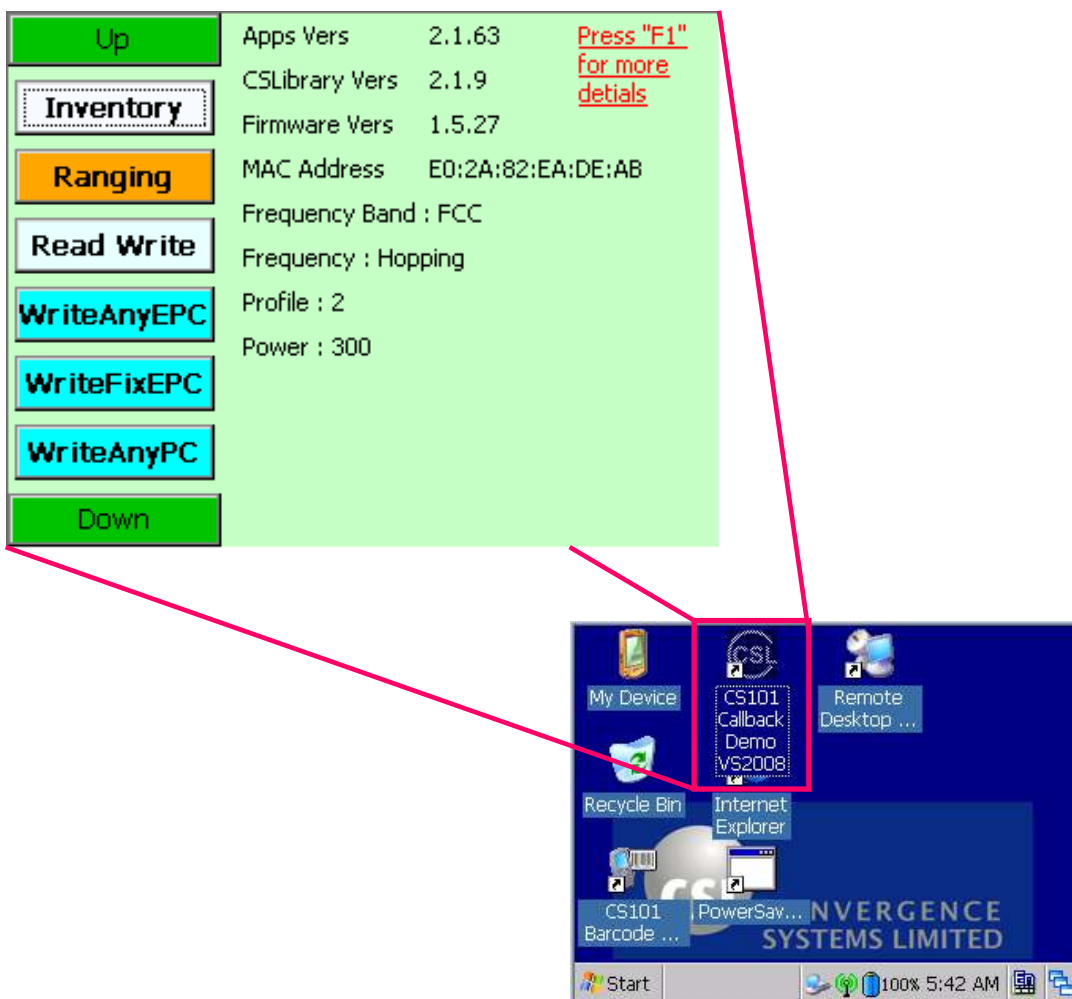 Up
Inventory
Ranging
Read Write
WriteAnyEPC
WriteFixEPC
WriteAnyPC
Down
Apps Vers 2.1.63
CSLibrary Vers 2.1.9
Firmware Vers 1.5.27
MAC Address E0:2A:82:EA:DE:AB
Frequency Band : FCC
Frequency : Hopping
Profile : 2
Power : 300
Press "F1"
for more
detials
My Device
CSL
CS101
Callback
Demo
VS2008
Remote
Desktop ...
Recycle Bin
Internet
Explorer
CS101
Barcode ...
PowerSav...
CSL
NVERGENCE
SYSTEMS LIMITED
Start
100% 5:42 AM